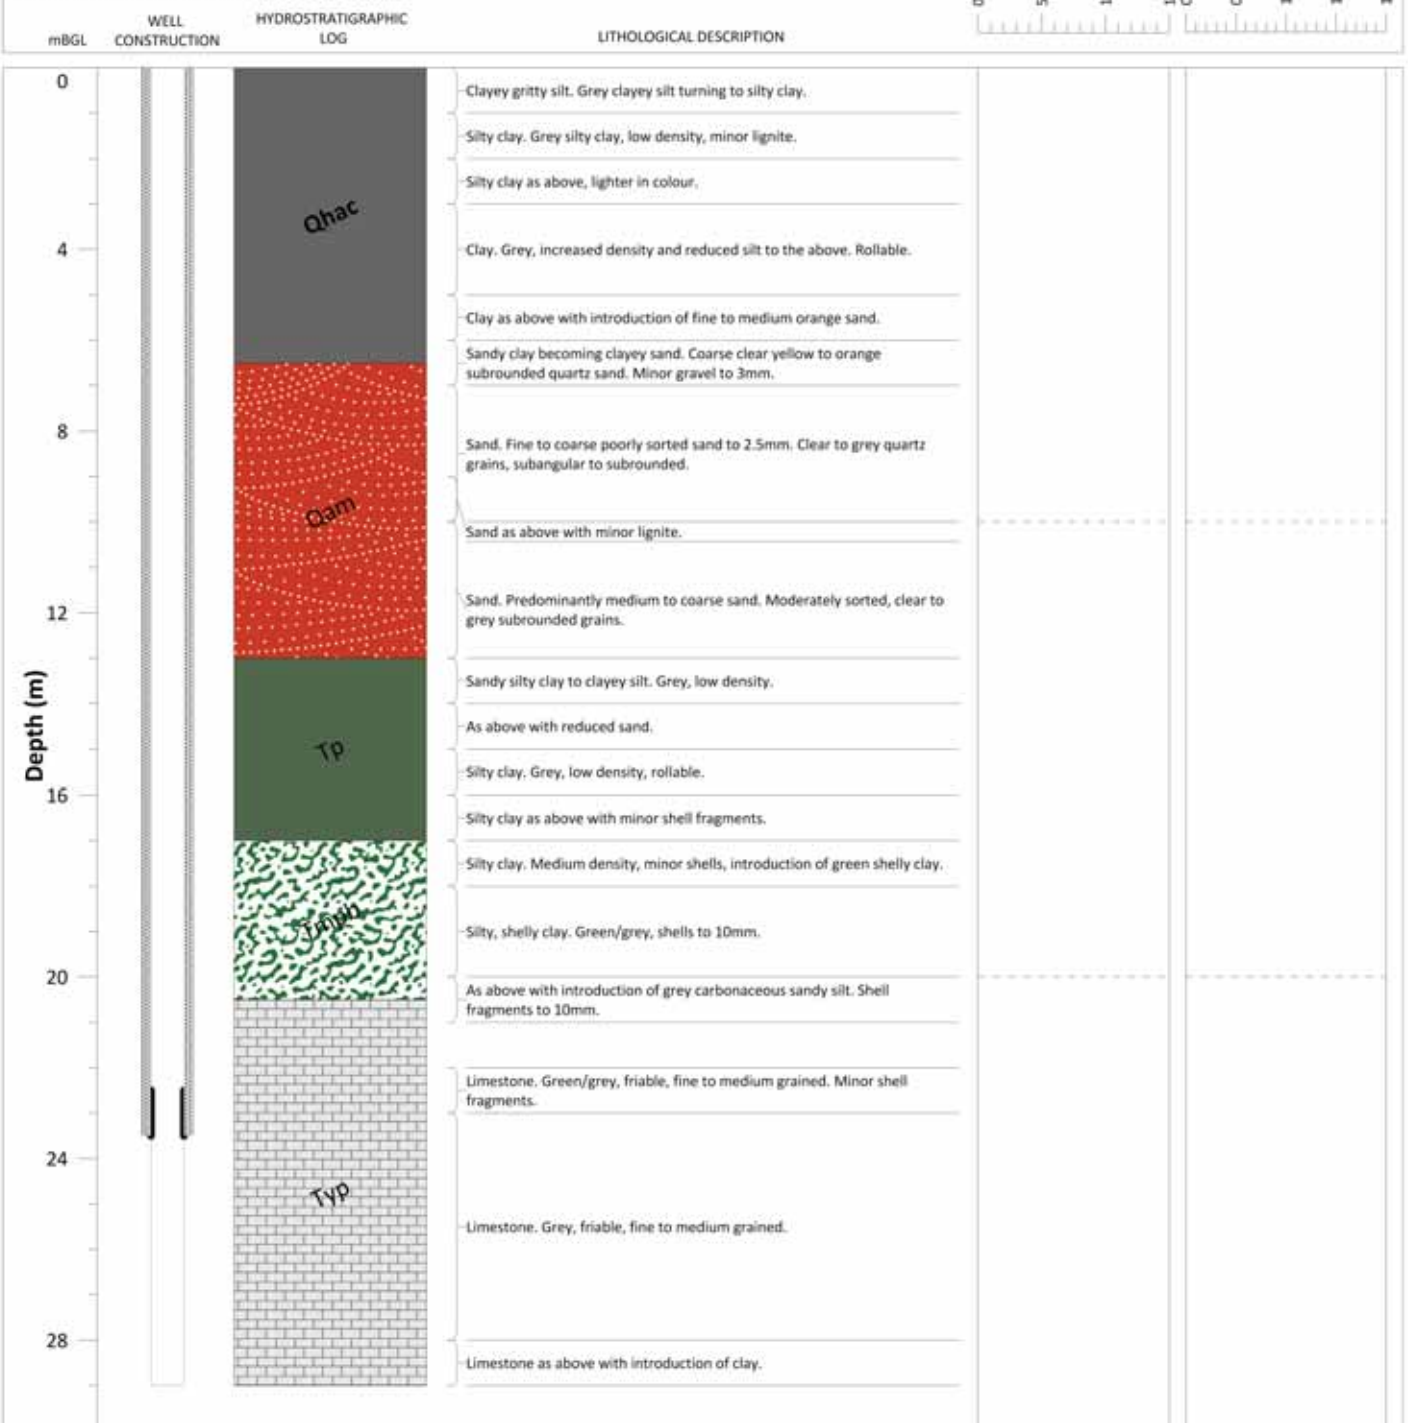 WELL
CONSTRUCTION
HYDROSTRATIGRAPHIC
LOG
mBGL
LITHOLOGICAL DESCRIPTION
0
Clayey gritty silt. Grey clayey silt turning to silty clay.
Silty clay. Grey silty clay, low density, minor lignite.
Silty clay as above, lighter in colour.
Qhac
4
Clay. Grey, increased density and reduced silt to the above. Rollable.
Clay as above with introduction of fine to medium orange sand.
Sandy clay becoming clayey sand. Coarse clear yellow to orange
subrounded quartz sand. Minor gravel to 3mm.
8
Sand. Fine to coarse poorly sorted sand to 2.5mm. Clear to grey quartz
grains, subangular to subrounded.
Qam
Sand as above with minor lignite.
12
Sand. Predominantly medium to coarse sand. Moderately sorted, clear to
grey subrounded grains.
Depth (m)
Sandy silty clay to clayey silt. Grey, low density.
As above with reduced sand.
Tp
Silty clay. Grey, low density, rollable.
16
Silty clay as above with minor shell fragments.
Silty clay. Medium density, minor shells, introduction of green shelly clay.
Tmph
Silty, shelly clay. Green/grey, shells to 10mm.
20
As above with introduction of grey carbonaceous sandy silt. Shell
fragments to 10mm.
Limestone. Green/grey, friable, fine to medium grained. Minor shell
fragments.
24
Typ
Limestone. Grey, friable, fine to medium grained.
28
Limestone as above with introduction of clay.